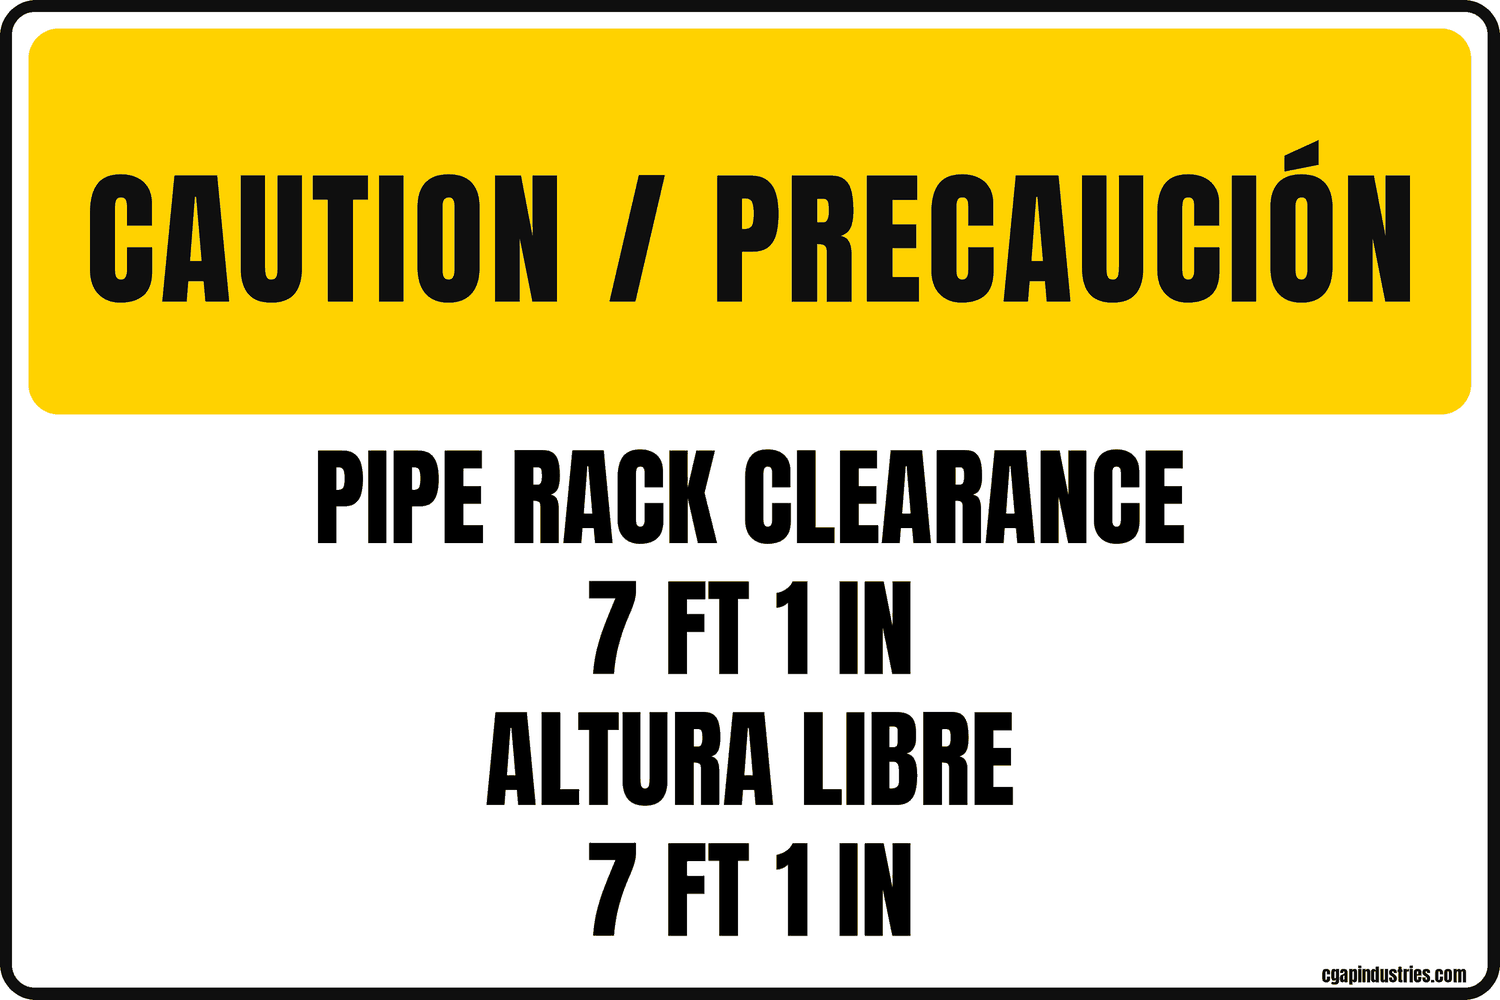 CAUTION / PRECAUCIÓN
PIPE RACK CLEARANCE
7 FT 1 IN
ALTURA LIBRE
7 FT 1 IN
cgapindustries.com